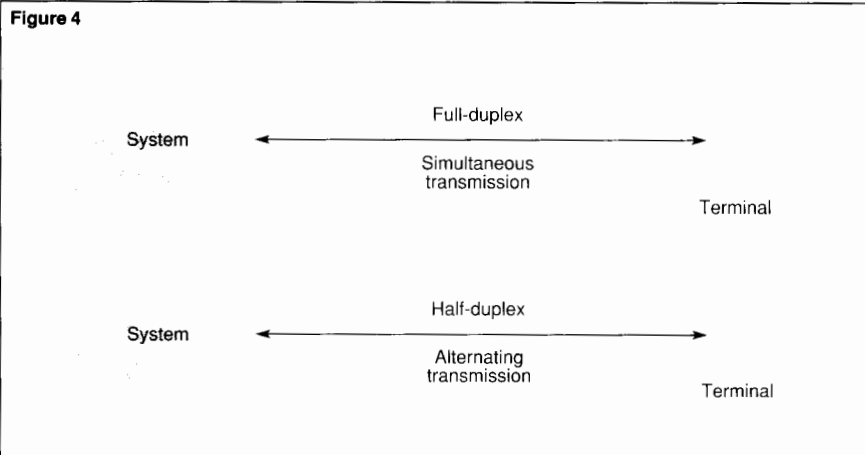 Figure 4
Full-duplex
System
Simultaneous
transmission
Terminal
Half-duplex
System
Alternating
transmission
Terminal